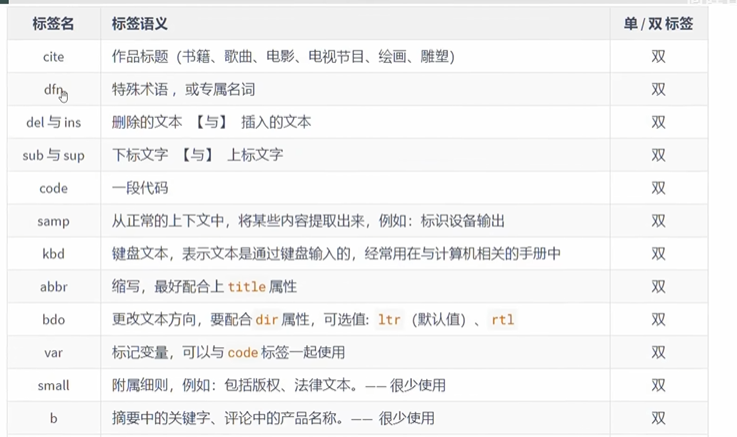 标签名 标签语义 单 / 双 标签
cite 作品标题（书籍、歌曲、电影、电视节目、绘画、雕塑） 双
dfn 特殊术语 ，或专属名词 双
del 与 ins 删除的文本 【与】 插入的文本 双
sub 与 sup 下标文字 【与】 上标文字 双
code 一段代码 双
samp 从正常的上下文中，将某些内容提取出来，例如：标识设备输出 双
kbd 键盘文本，表示文本是通过键盘输入的，经常用在与计算机相关的手册中 双
abbr 缩写，最好配合上 title 属性 双
bdo 更改文本方向，要配合 dir 属性，可选值: ltr （默认值）、 rtl 双
var 标记变量，可以与 code 标签一起使用 双
small 附属细则，例如：包括版权、法律文本。—— 很少使用 双
b 摘要中的关键字、评论中的产品名称。—— 很少使用 双